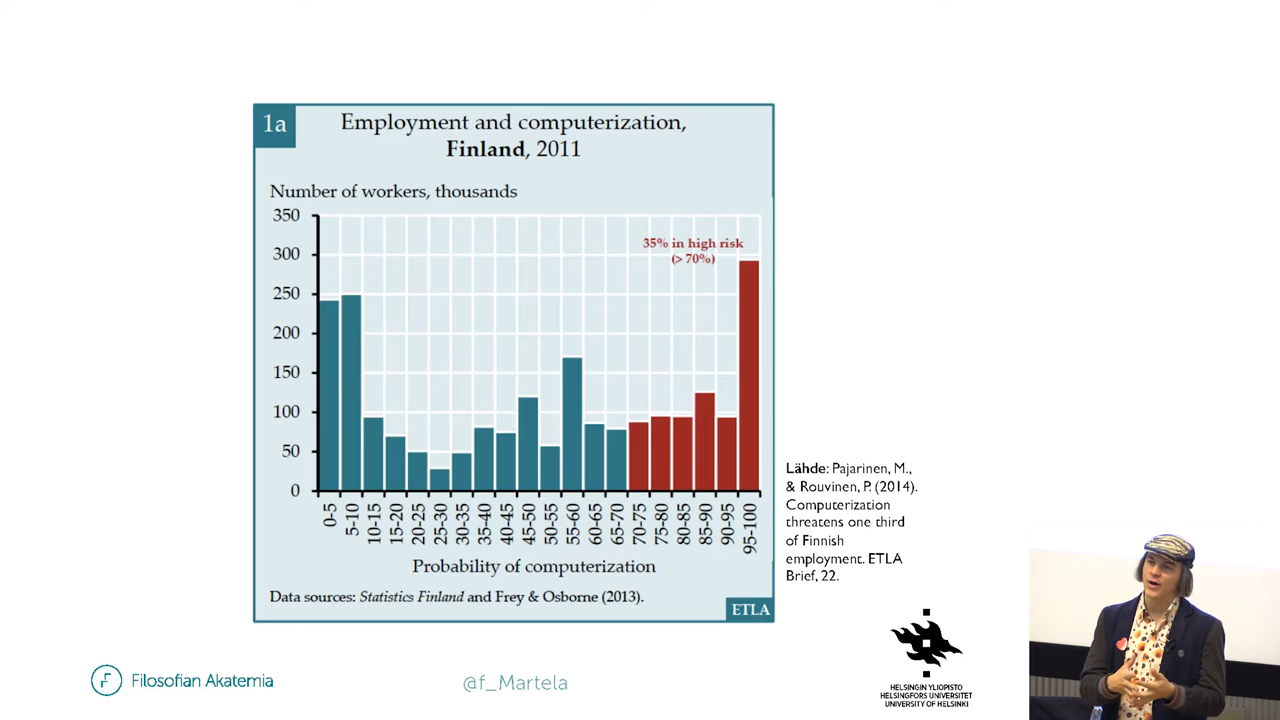 1a
Employment and computerization,
Finland, 2011
Number of workers, thousands
350
300
250
200
150
100
50
0
35% in high risk
(> 70%)
0-5
5-10
10-15
15-20
20-25
25-30
30-35
35-40
40-45
45-50
50-55
55-60
60-65
65-70
70-75
75-80
80-85
85-90
90-95
95-100
Probability of computerization
Data sources: Statistics Finland and Frey & Osborne (2013).
ETLA
Lähde: Pajarinen, M.,
& Rouvinen, P. (2014).
Computerization
threatens one third
of Finnish
employment. ETLA
Brief, 22.
Filosofian Akatemia
@f_Martela
HELSINGIN YLIOPISTO
HELSINGFORS UNIVERSITET
UNIVERSITY OF HELSINKI